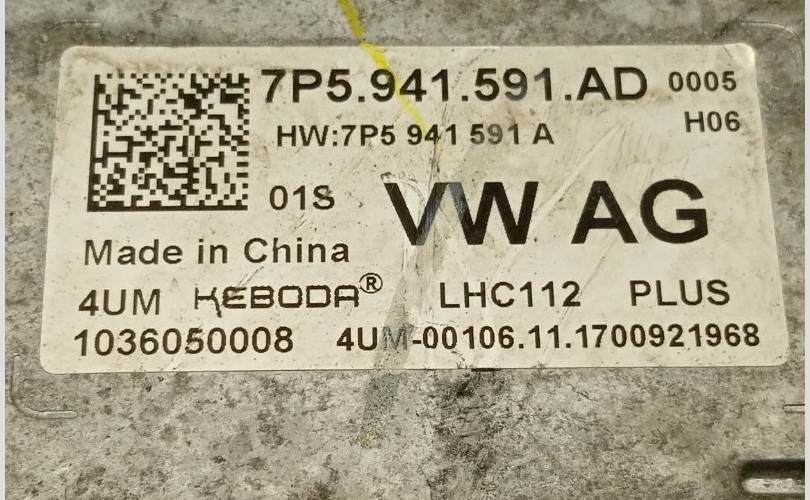 7P5.941.591.AD 0005
HW:7P5 941 591 A H06
01S VW AG
Made in China
4UM KEBODA® LHC112 PLUS
1036050008 4UM-00106.11.1700921968